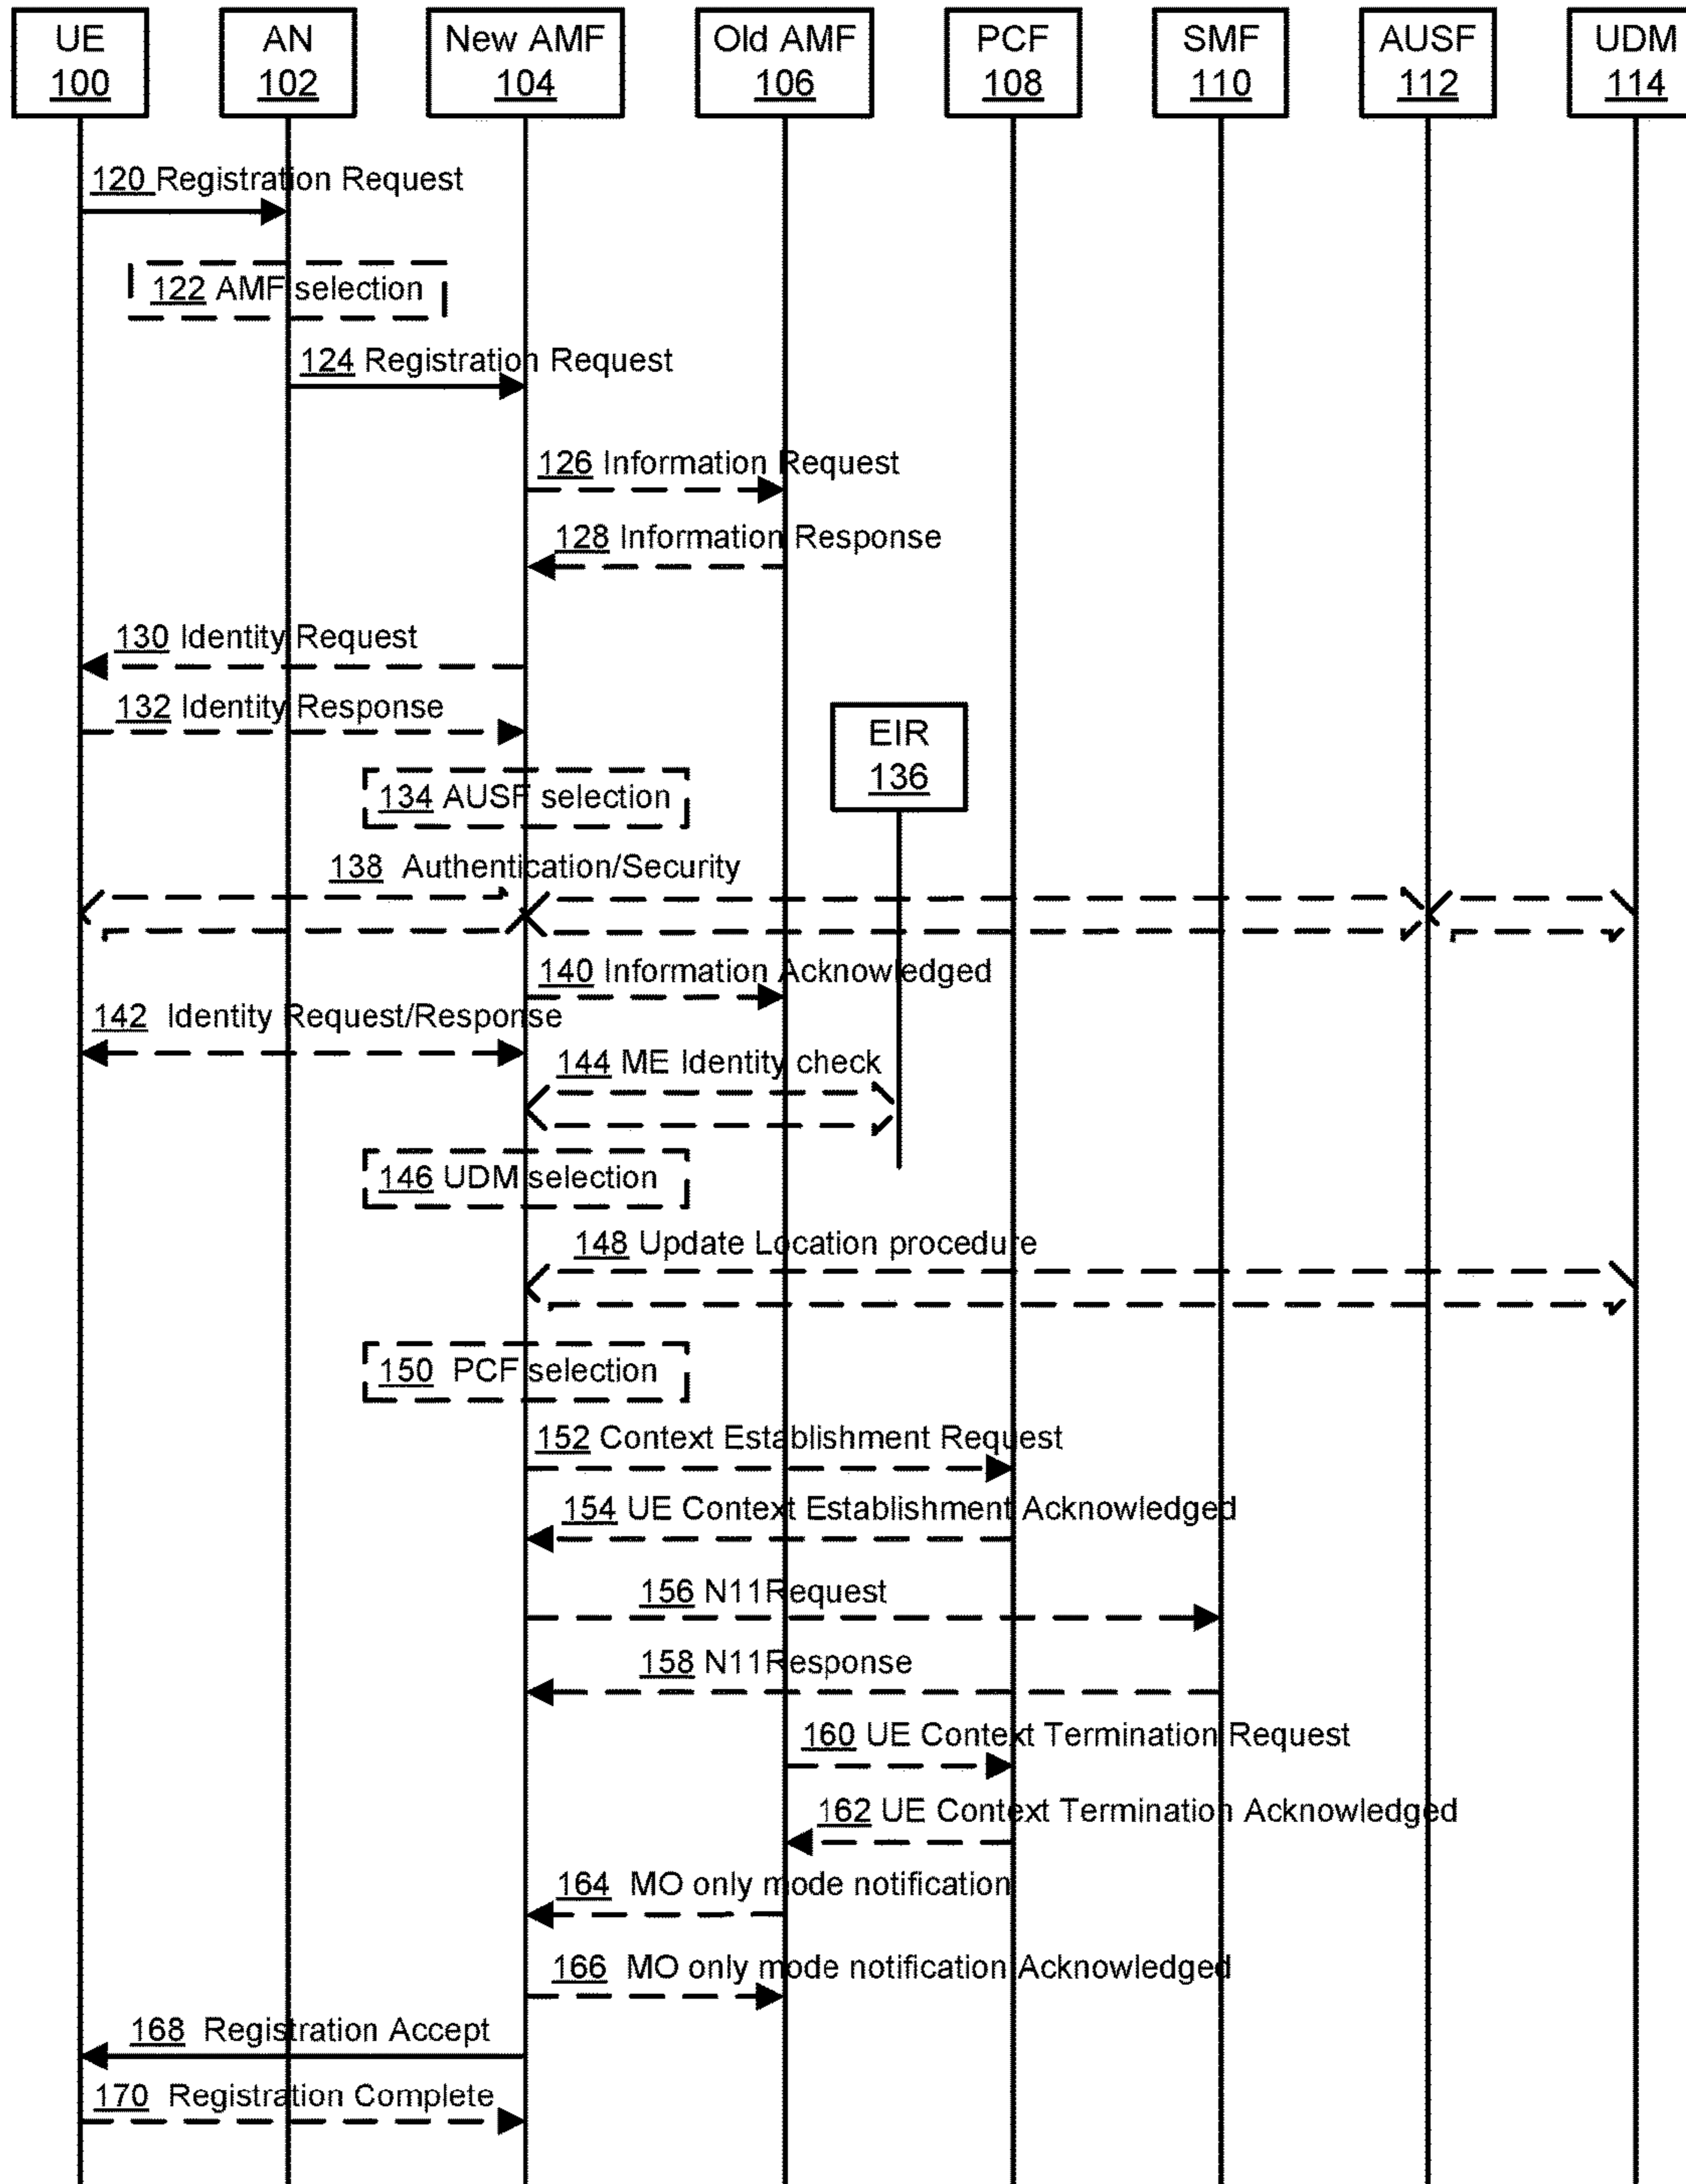 UE
100
AN
102
New AMF
104
Old AMF
106
PCF
108
SMF
110
AUSF
112
UDM
114
120 Registration Request
122 AMF selection
124 Registration Request
126 Information Request
128 Information Response
130 Identity Request
132 Identity Response
EIR
136
134 AUSF selection
138 Authentication/Security
140 Information Acknowledged
142 Identity Request/Response
144 ME Identity check
146 UDM selection
148 Update Location procedure
150 PCF selection
152 Context Establishment Request
154 UE Context Establishment Acknowledged
156 N11Request
158 N11Response
160 UE Context Termination Request
162 UE Context Termination Acknowledged
164 MO only mode notification
166 MO only mode notification Acknowledged
168 Registration Accept
170 Registration Complete